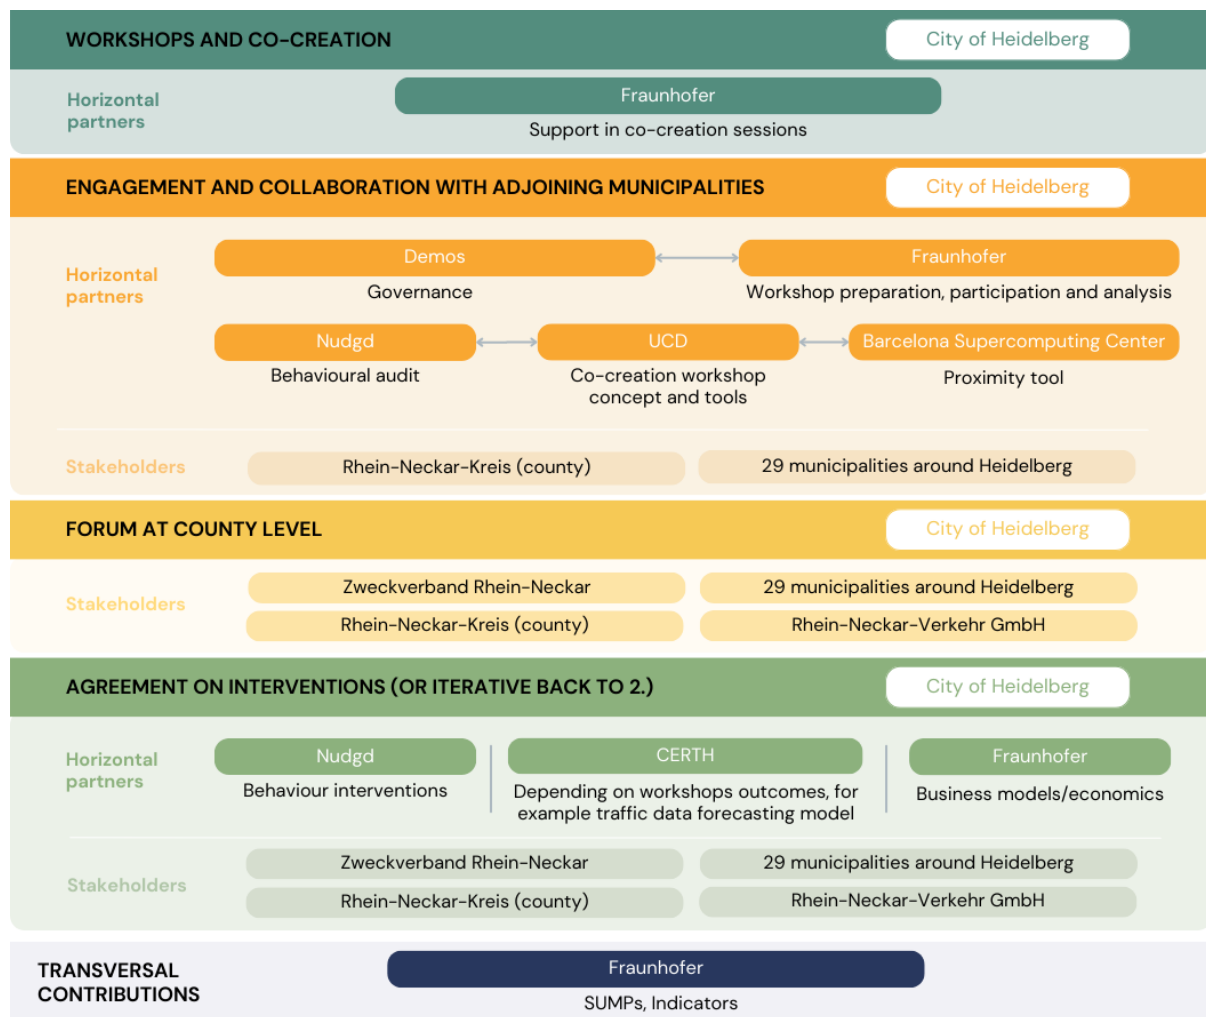 WORKSHOPS AND CO-CREATION
City of Heidelberg
Horizontal
partners
Fraunhofer
Support in co-creation sessions
ENGAGEMENT AND COLLABORATION WITH ADJOINING MUNICIPALITIES
City of Heidelberg
Horizontal
partners
Demos
Governance
Fraunhofer
Workshop preparation, participation and analysis
Nudgd
Behavioural audit
UCD
Co-creation workshop
concept and tools
Barcelona Supercomputing Center
Proximity tool
Stakeholders
Rhein-Neckar-Kreis (county)
29 municipalities around Heidelberg
FORUM AT COUNTY LEVEL
City of Heidelberg
Stakeholders
Zweckverband Rhein-Neckar
29 municipalities around Heidelberg
Rhein-Neckar-Kreis (county)
Rhein-Neckar-Verkehr GmbH
AGREEMENT ON INTERVENTIONS (OR ITERATIVE BACK TO 2.)
City of Heidelberg
Horizontal
partners
Nudgd
Behaviour interventions
CERTH
Depending on workshops outcomes, for
example traffic data forecasting model
Fraunhofer
Business models/economics
Stakeholders
Zweckverband Rhein-Neckar
29 municipalities around Heidelberg
Rhein-Neckar-Kreis (county)
Rhein-Neckar-Verkehr GmbH
TRANSVERSAL
CONTRIBUTIONS
Fraunhofer
SUMPs, Indicators